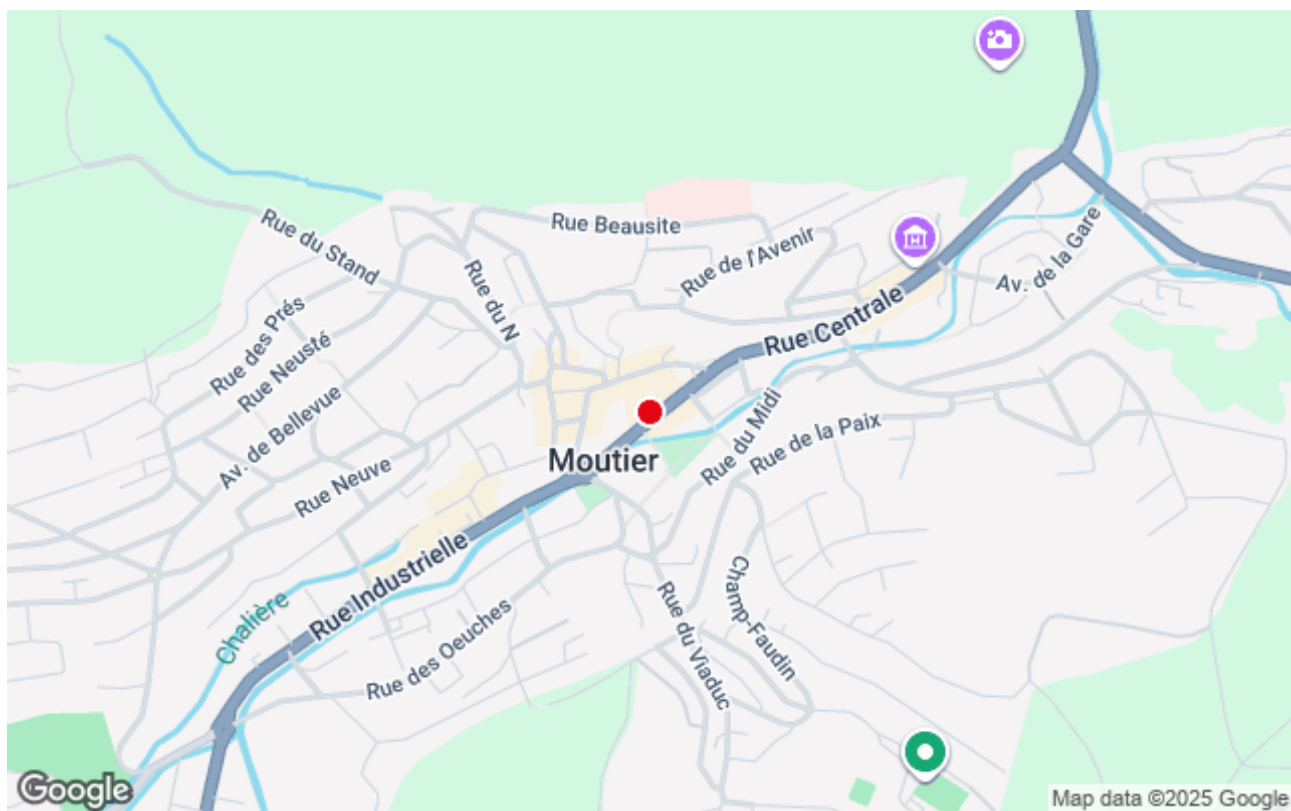 Rue du Stand
Rue Beausite
Rue de l'Avenir
Av. de la Gare
Rue du N
Rue des Prés
Rue Neusté
Rue Centrale
Av. de Bellevue
Rue du Midi
Rue de la Paix
Moutier
Rue Neuve
Rue Industrielle
Chalière
Rue des Oeuches
Rue du Viaduc
Champ-Faudin
Google
Map data ©2025 Google